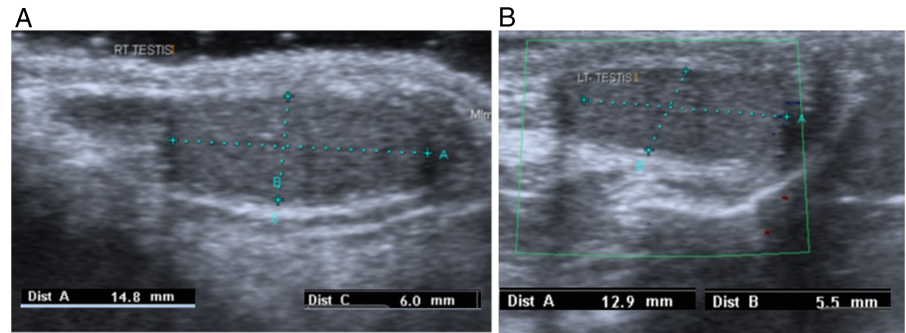 A
B
RT TESTIS
LT- TESTIS
Mim
A
B
C
A
B
Dist A 14.8 mm
Dist C 6.0 mm
Dist A 12.9 mm
Dist B 5.5 mm